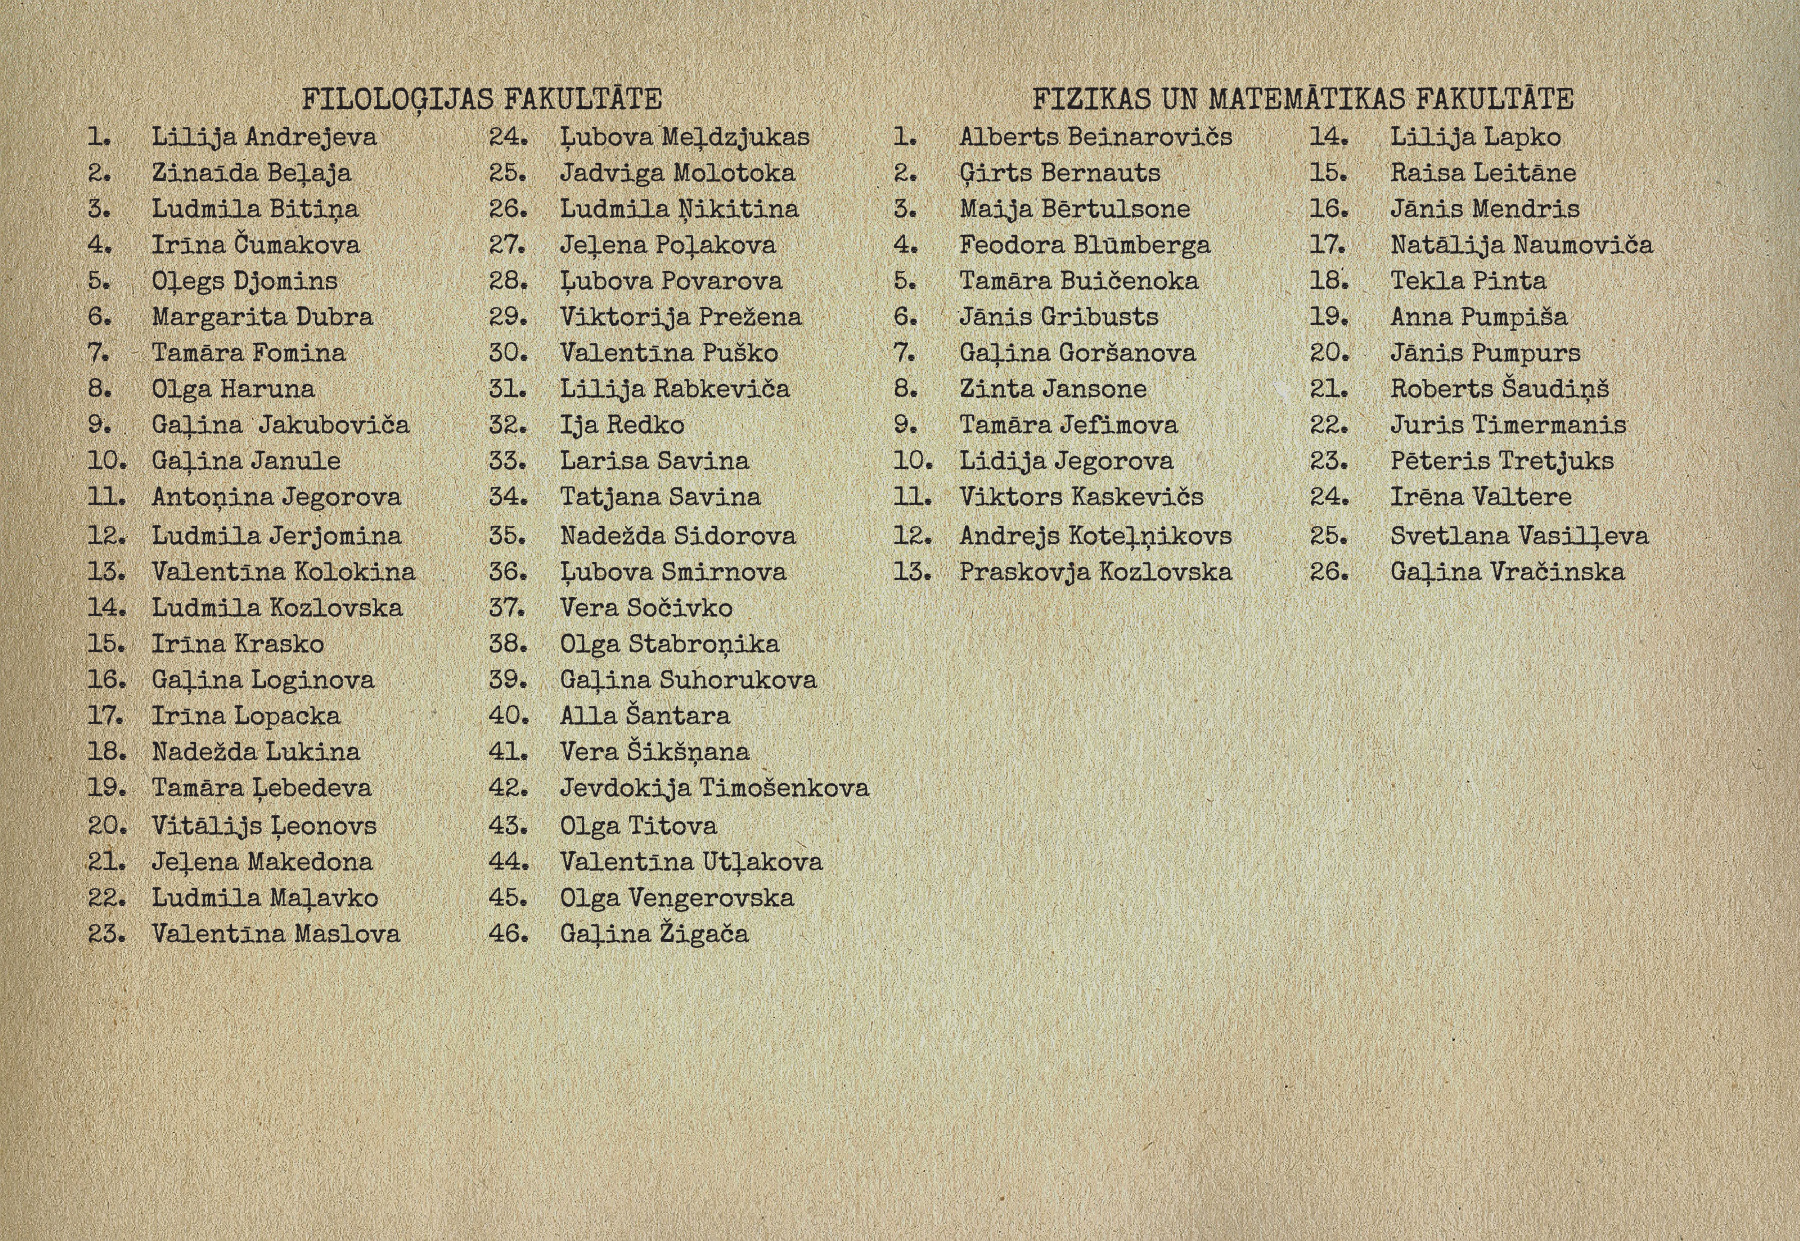 FILOLOĢIJAS FAKULTĀTE
1. Lilija Andrejeva
2. Zinaīda Beļaja
3. Ludmila Bitiņa
4. Irīna Čumakova
5. Oļegs Djomins
6. Margarita Dubra
7. Tamāra Fomina
8. Olga Haruna
9. Gaļina Jakuboviča
10. Gaļina Janule
11. Antoņina Jegorova
12. Ludmila Jerjomina
13. Valentīna Kolokina
14. Ludmila Kozlovska
15. Irīna Krasko
16. Gaļina Loginova
17. Irīna Lopacka
18. Nadežda Lukina
19. Tamāra Ļebedeva
20. Vitālijs Ļeonovs
21. Jeļena Makedona
22. Ludmila Maļavko
23. Valentīna Maslova
24. Ļubova Meļdzjukas
25. Jadviga Molotoka
26. Ludmila Ņikitina
27. Jeļena Poļakova
28. Ļubova Povarova
29. Viktorija Prežena
30. Valentīna Puško
31. Lilija Rabkeviča
32. Ija Redko
33. Larisa Savina
34. Tatjana Savina
35. Nadežda Sidorova
36. Ļubova Smirnova
37. Vera Sočivko
38. Olga Stabroņika
39. Gaļina Suhorukova
40. Alla Šantara
41. Vera Šikšņana
42. Jevdokija Timošenkova
43. Olga Titova
44. Valentīna Utļakova
45. Olga Vengerovska
46. Gaļina Žigača
FIZIKAS UN MATEMĀTIKAS FAKULTĀTE
1. Alberts Beinarovičs
2. Ģirts Bernauts
3. Maija Bērtulsone
4. Feodora Blūmberga
5. Tamāra Buičenoka
6. Jānis Gribusts
7. Gaļina Goršanova
8. Zinta Jansone
9. Tamāra Jefimova
10. Lidija Jegorova
11. Viktors Kaskevičs
12. Andrejs Koteļņikovs
13. Praskovja Kozlovska
14. Lilija Lapko
15. Raisa Leitāne
16. Jānis Mendris
17. Natālija Naumoviča
18. Tekla Pinta
19. Anna Pumpiša
20. Jānis Pumpurs
21. Roberts Šaudiņš
22. Juris Timermanis
23. Pēteris Tretjuks
24. Irēna Valtere
25. Svetlana Vasiļļeva
26. Gaļina Vračinska